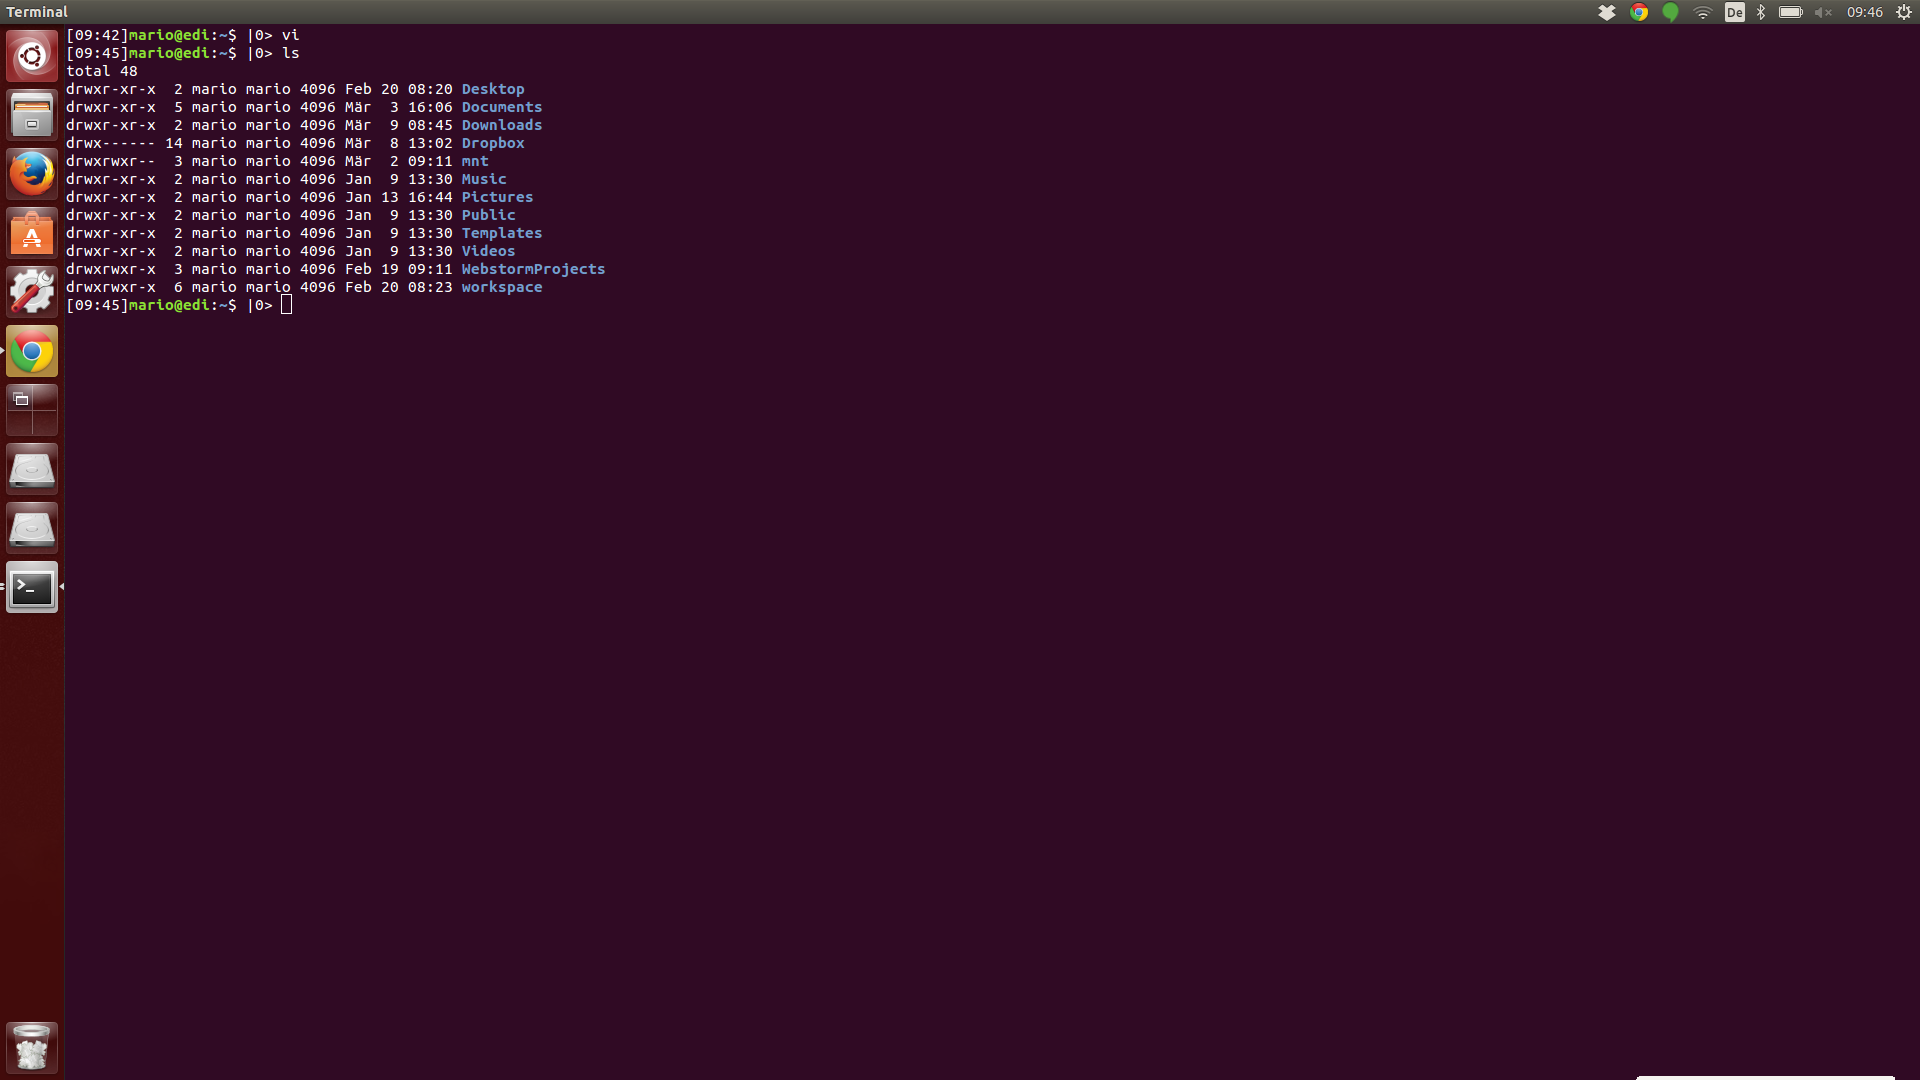 Terminal De 09:46
[09:42]mario@edi:~$ |0> vi
[09:45]mario@edi:~$ |0> ls
total 48
drwxr-xr-x  2 mario mario 4096 Feb 20 08:20 Desktop
drwxr-xr-x  5 mario mario 4096 Mär  3 16:06 Documents
drwxr-xr-x  2 mario mario 4096 Mär  9 08:45 Downloads
drwx------ 14 mario mario 4096 Mär  8 13:02 Dropbox
drwxrwxr--  3 mario mario 4096 Mär  2 09:11 mnt
drwxr-xr-x  2 mario mario 4096 Jan  9 13:30 Music
drwxr-xr-x  2 mario mario 4096 Jan 13 16:44 Pictures
drwxr-xr-x  2 mario mario 4096 Jan  9 13:30 Public
drwxr-xr-x  2 mario mario 4096 Jan  9 13:30 Templates
drwxr-xr-x  2 mario mario 4096 Jan  9 13:30 Videos
drwxrwxr-x  3 mario mario 4096 Feb 19 09:11 WebstormProjects
drwxrwxr-x  6 mario mario 4096 Feb 20 08:23 workspace
[09:45]mario@edi:~$ |0>